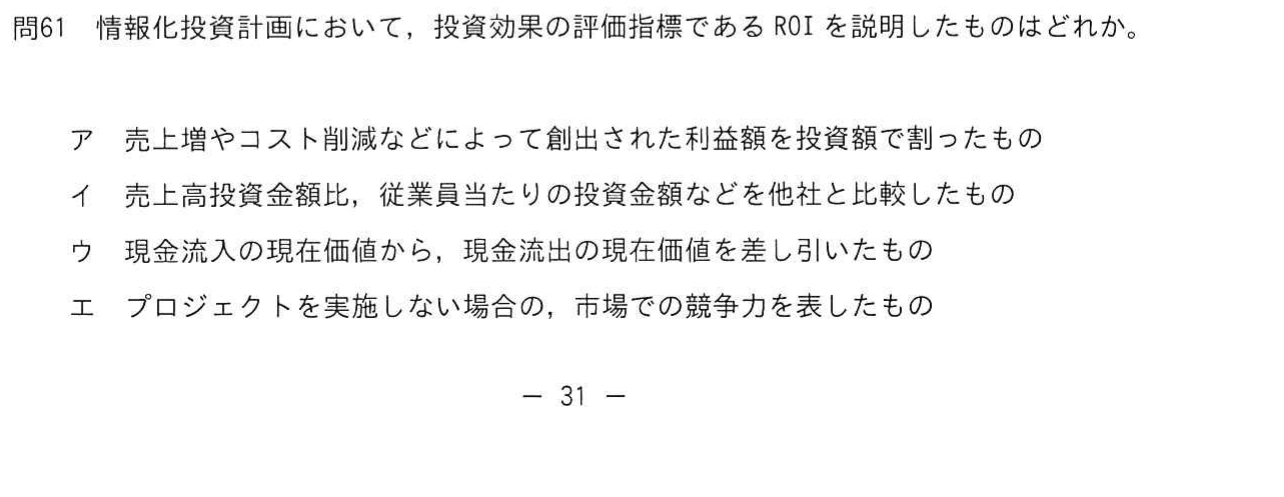 問61 情報化投資計画において，投資効果の評価指標である ROI を説明したものはどれか。
ア 売上増やコスト削減などによって創出された利益額を投資額で割ったもの
イ 売上高投資金額比，従業員当たりの投資金額などを他社と比較したもの
ウ 現金流入の現在価値から，現金流出の現在価値を差し引いたもの
エ プロジェクトを実施しない場合の，市場での競争力を表したもの
－ 31 －